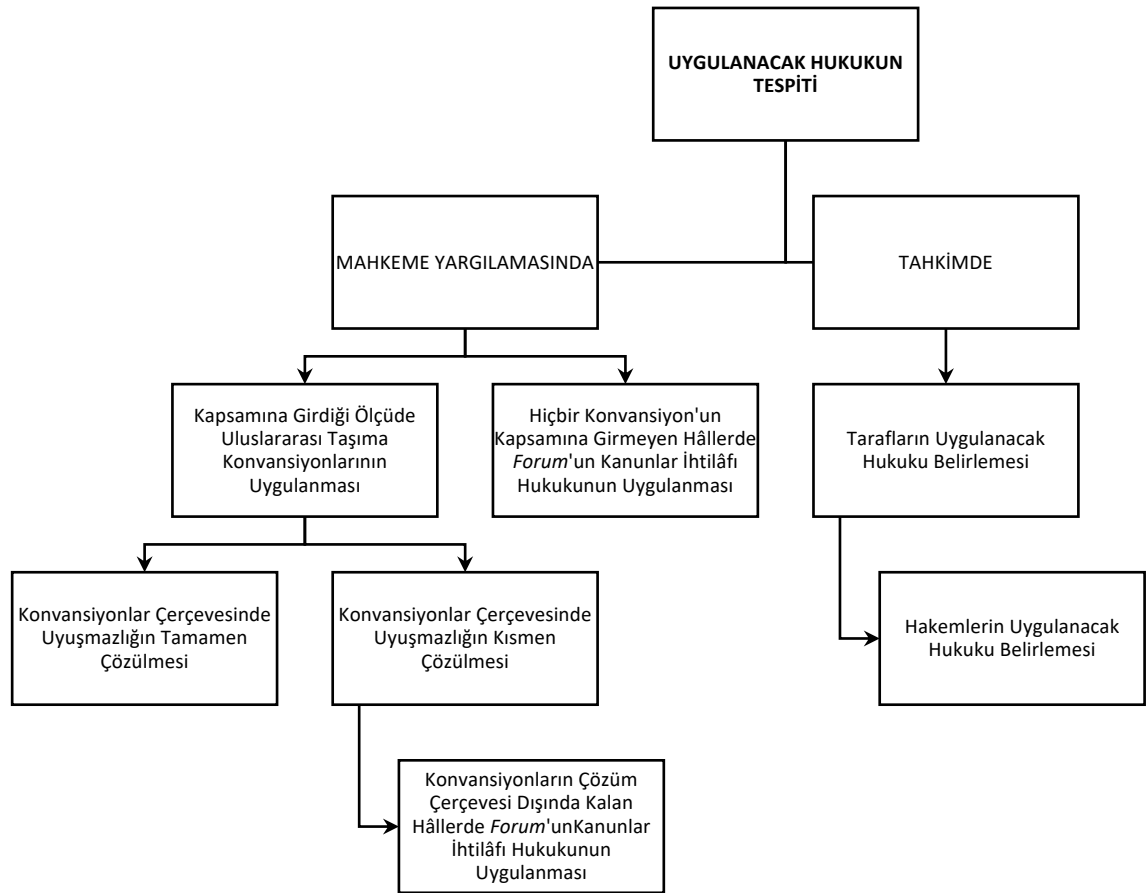 UYGULANACAK HUKUKUN
TESPİTİ
MAHKEME YARGILAMASINDA
TAHKİMDE
Kapsamına Girdiği Ölçüde
Uluslararası Taşıma
Konvansiyonlarının
Uygulanması
Hiçbir Konvansiyon'un
Kapsamına Girmeyen Hâllerde
Forum'un Kanunlar İhtilâfı
Hukukunun Uygulanması
Tarafların Uygulanacak
Hukuku Belirlemesi
Konvansiyonlar Çerçevesinde
Uyuşmazlığın Tamamen
Çözülmesi
Konvansiyonlar Çerçevesinde
Uyuşmazlığın Kısmen
Çözülmesi
Hakemlerin Uygulanacak
Hukuku Belirlemesi
Konvansiyonların Çözüm
Çerçevesi Dışında Kalan
Hâllerde Forum'unKanunlar
İhtilâfı Hukukunun
Uygulanması